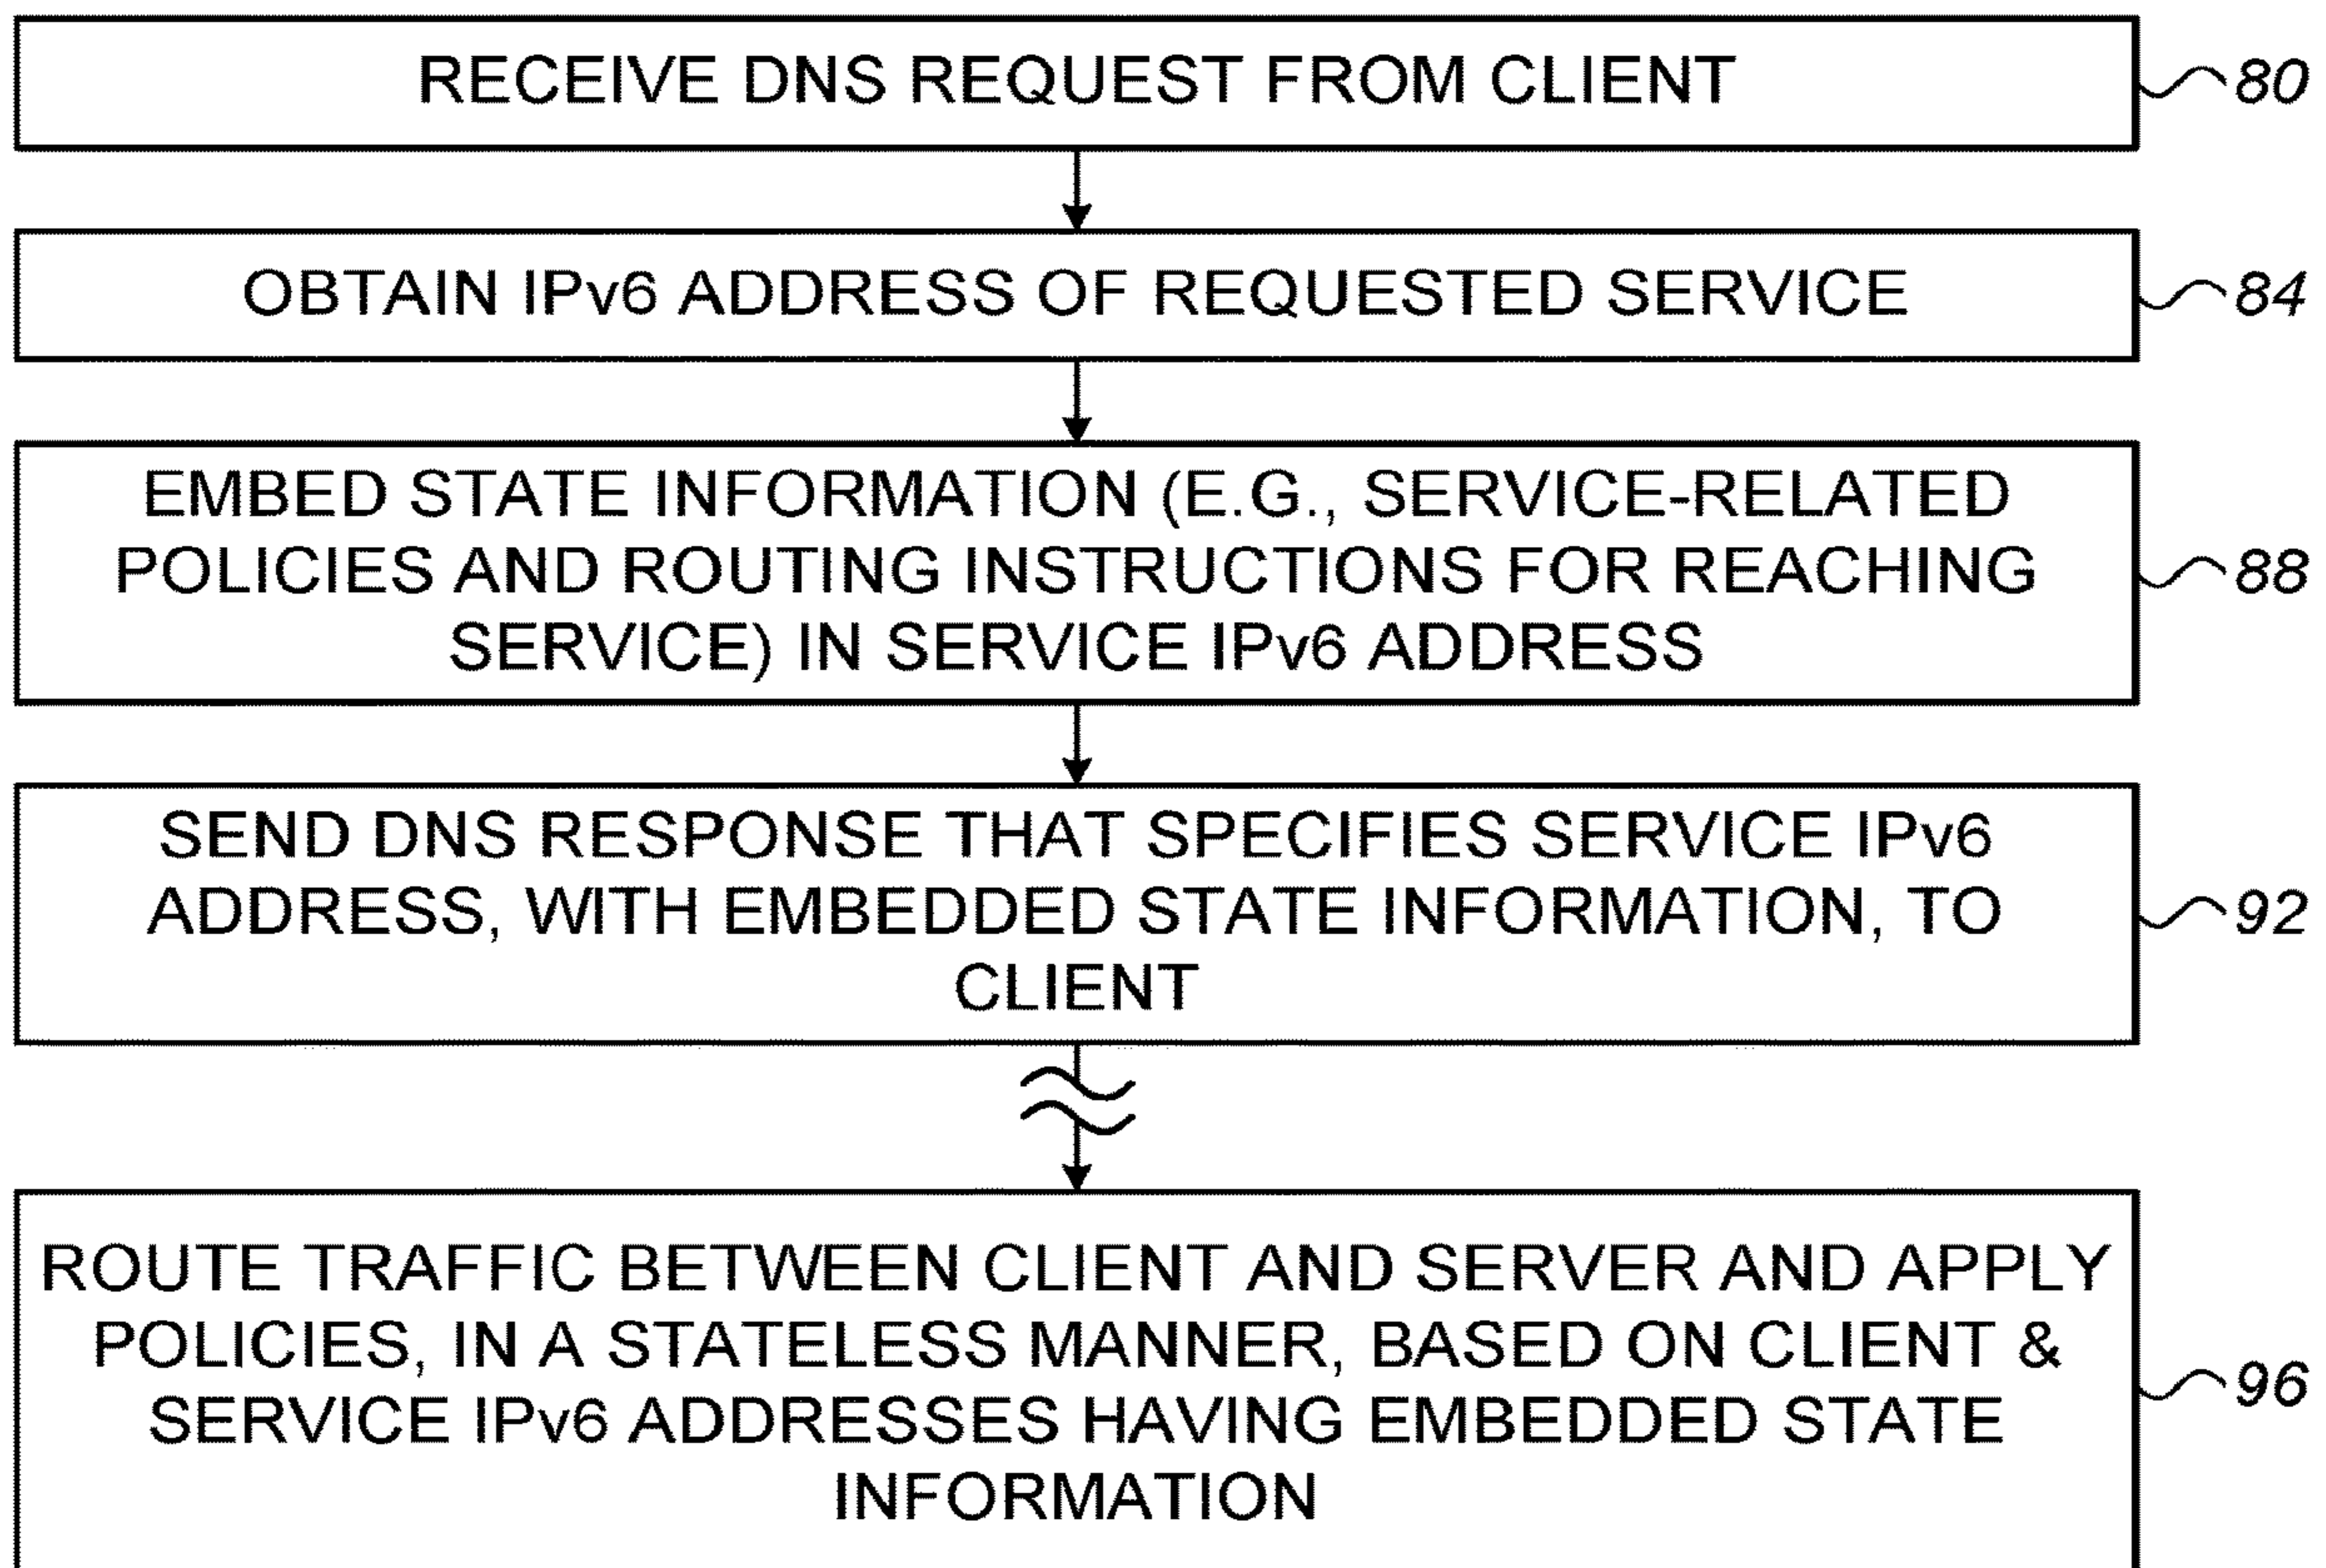 RECEIVE DNS REQUEST FROM CLIENT
80
OBTAIN IPv6 ADDRESS OF REQUESTED SERVICE
84
EMBED STATE INFORMATION (E.G., SERVICE-RELATED
POLICIES AND ROUTING INSTRUCTIONS FOR REACHING
SERVICE) IN SERVICE IPv6 ADDRESS
88
SEND DNS RESPONSE THAT SPECIFIES SERVICE IPv6
ADDRESS, WITH EMBEDDED STATE INFORMATION, TO
CLIENT
92
ROUTE TRAFFIC BETWEEN CLIENT AND SERVER AND APPLY
POLICIES, IN A STATELESS MANNER, BASED ON CLIENT &
SERVICE IPv6 ADDRESSES HAVING EMBEDDED STATE
INFORMATION
96